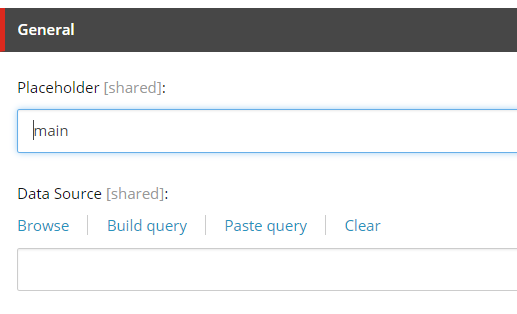 General
Placeholder [shared]:
main
Data Source [shared]:
Browse Build query Paste query Clear